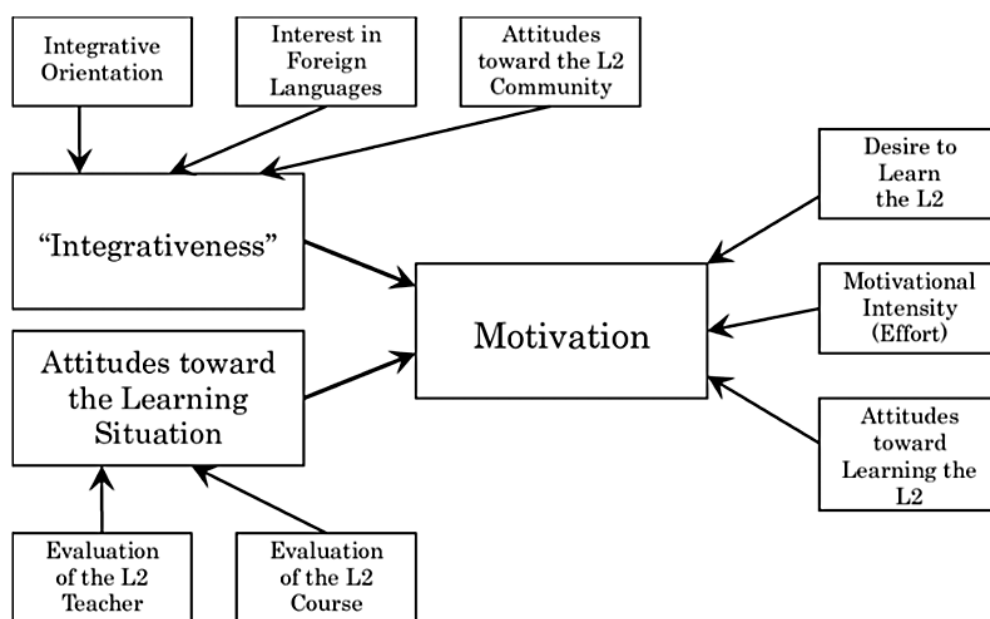 Integrative
Orientation
Interest in
Foreign
Languages
Attitudes
toward the L2
Community
Desire to
Learn
the L2
“Integrativeness”
Motivational
Intensity
(Effort)
Motivation
Attitudes toward
the Learning
Situation
Attitudes
toward
Learning the
L2
Evaluation
of the L2
Teacher
Evaluation
of the L2
Course